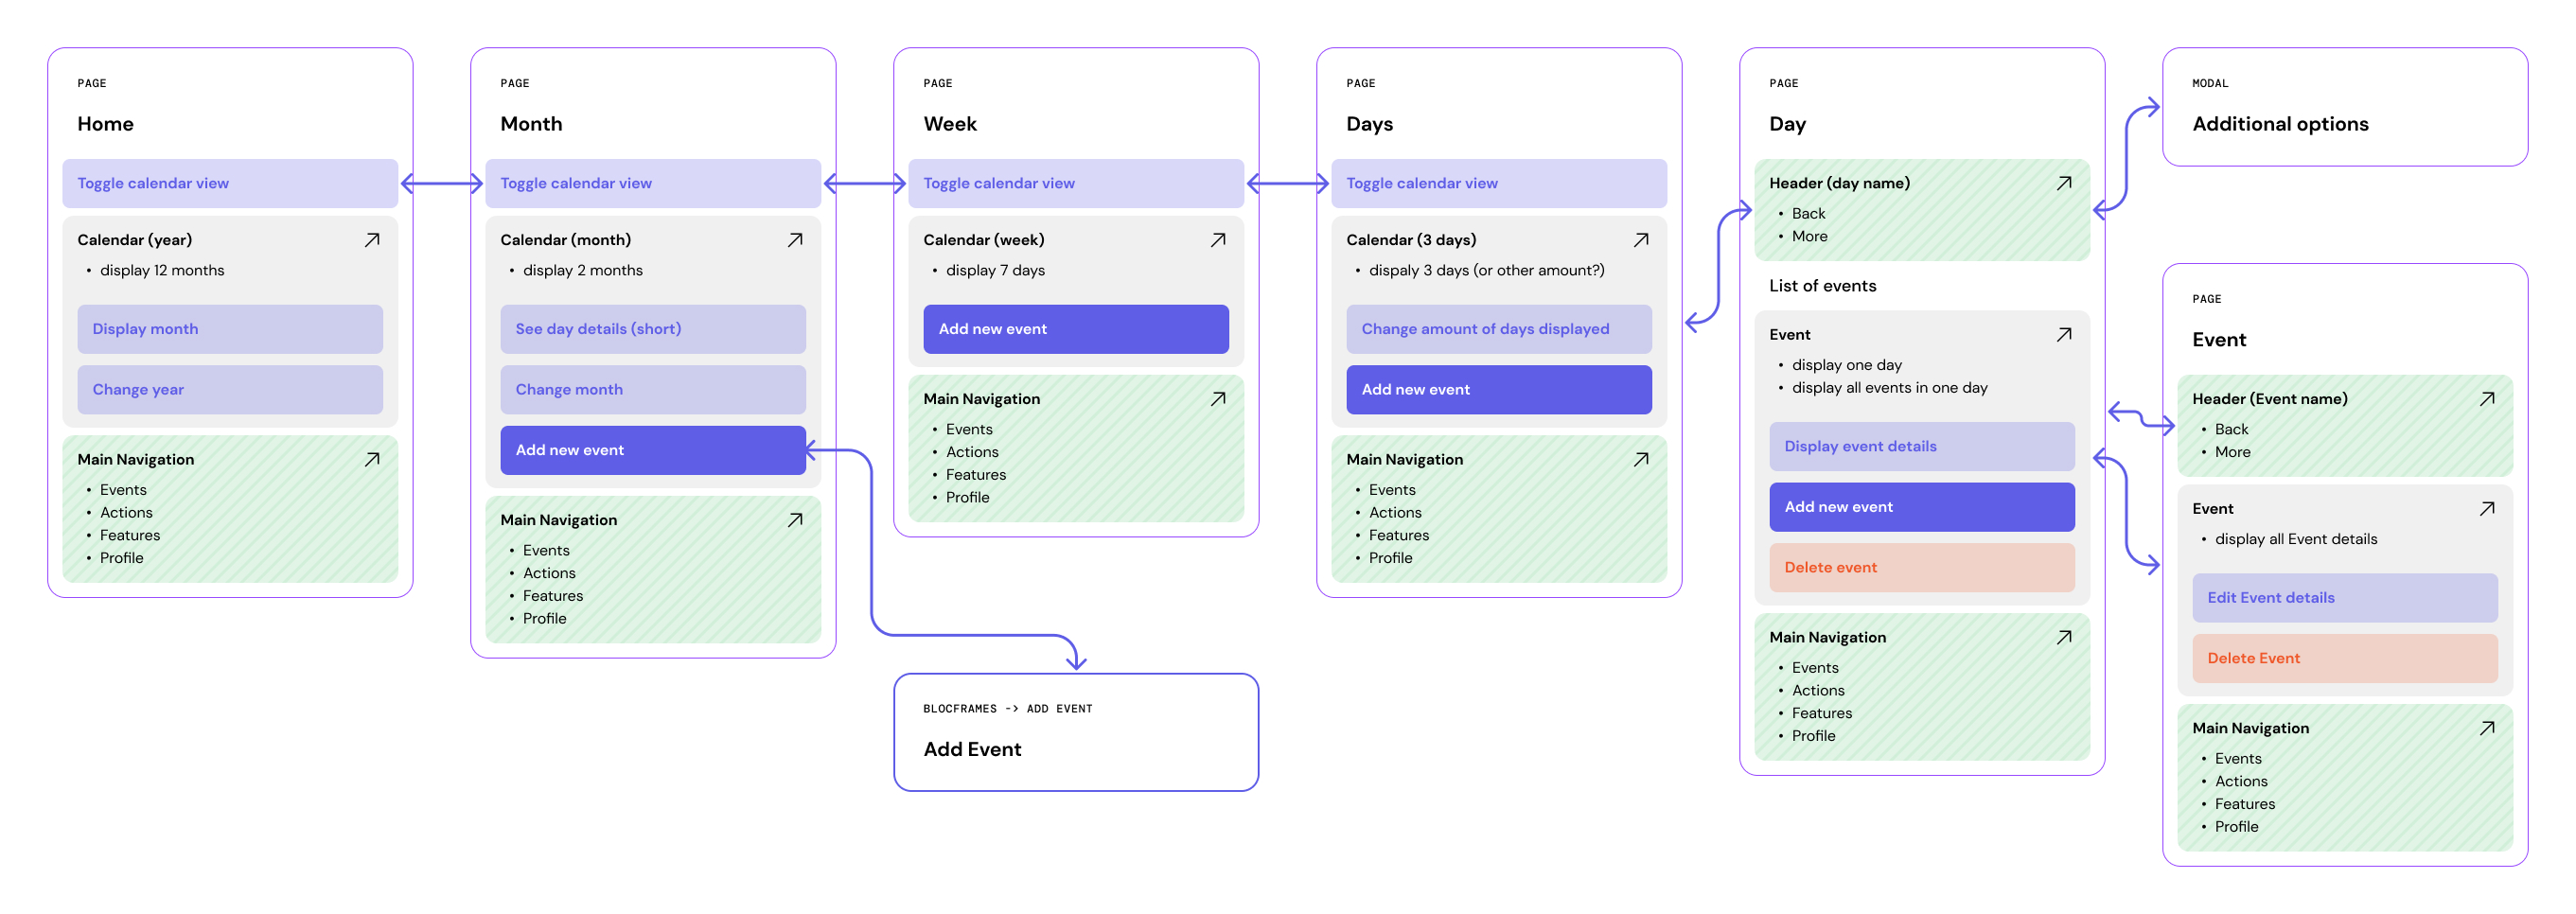 PAGE
Home
Toggle calendar view
Calendar (year)
• display 12 months
Display month
Change year
Main Navigation
• Events
• Actions
• Features
• Profile
PAGE
Month
Toggle calendar view
Calendar (month)
• display 2 months
See day details (short)
Change month
Add new event
Main Navigation
• Events
• Actions
• Features
• Profile
PAGE
Week
Toggle calendar view
Calendar (week)
• display 7 days
Add new event
Main Navigation
• Events
• Actions
• Features
• Profile
BLOCFRAMES -> ADD EVENT
Add Event
PAGE
Days
Toggle calendar view
Calendar (3 days)
• dispaly 3 days (or other amount?)
Change amount of days displayed
Add new event
Main Navigation
• Events
• Actions
• Features
• Profile
PAGE
Day
Header (day name)
• Back
• More
List of events
Event
• display one day
• display all events in one day
Display event details
Add new event
Delete event
Main Navigation
• Events
• Actions
• Features
• Profile
MODAL
Additional options
PAGE
Event
Header (Event name)
• Back
• More
Event
• display all Event details
Edit Event details
Delete Event
Main Navigation
• Events
• Actions
• Features
• Profile